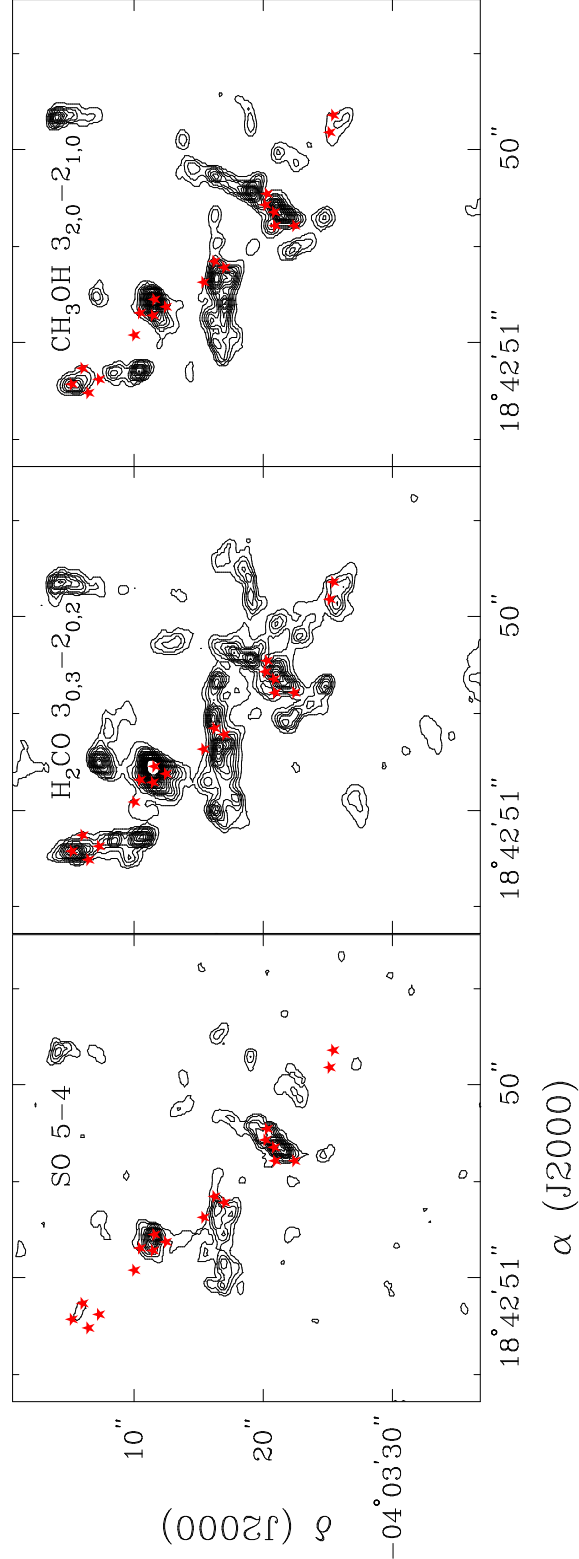 CH₃OH 3₂,₀−2₁,₀
H₂CO 3₀,₃−2₀,₂
SO 5−4
50″
18°42′51″
50″
18°42′51″
50″
18°42′51″
α (J2000)
10″
20″
−04°03′30″
δ (J2000)